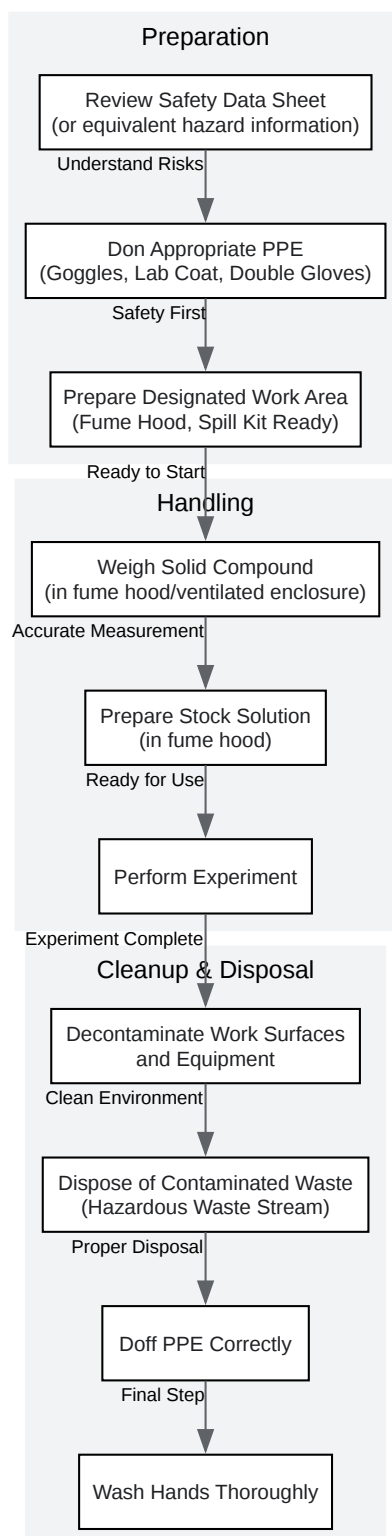 Preparation
Review Safety Data Sheet
(or equivalent hazard information)
Understand Risks
Don Appropriate PPE
(Goggles, Lab Coat, Double Gloves)
Safety First
Prepare Designated Work Area
(Fume Hood, Spill Kit Ready)
Ready to Start
Handling
Weigh Solid Compound
(in fume hood/ventilated enclosure)
Accurate Measurement
Prepare Stock Solution
(in fume hood)
Ready for Use
Perform Experiment
Experiment Complete
Cleanup & Disposal
Decontaminate Work Surfaces
and Equipment
Clean Environment
Dispose of Contaminated Waste
(Hazardous Waste Stream)
Proper Disposal
Doff PPE Correctly
Final Step
Wash Hands Thoroughly